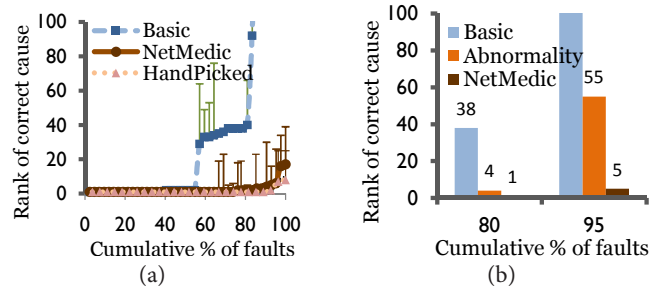 Rank of correct cause
100
80
60
40
20
0
Basic
NetMedic
HandPicked
0 20 40 60 80 100
Cumulative % of faults
(a)
Rank of correct cause
100
80
60
40
20
0
Basic
Abnormality
NetMedic
38
4
1
55
5
80 95
Cumulative % of faults
(b)